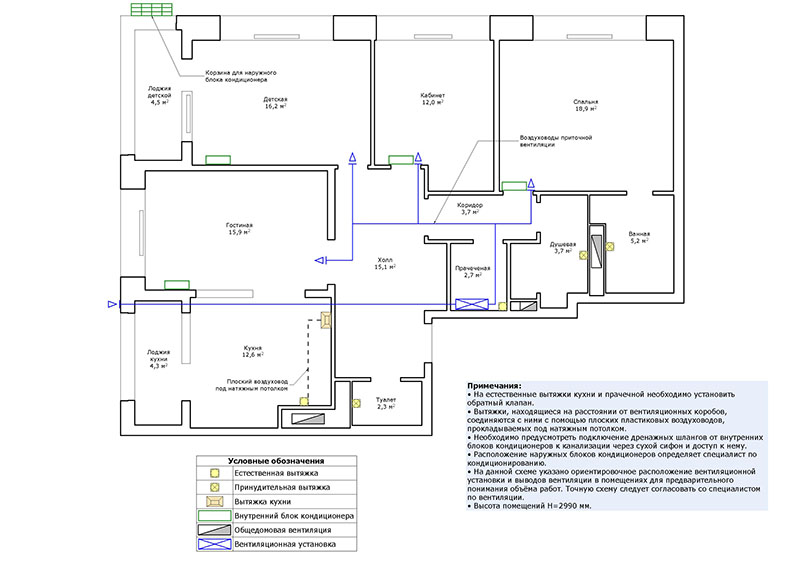 Корзина для наружного
блока кондиционера
Лоджия
детской
4,5 м²
Детская
16,2 м²
Кабинет
12,0 м²
Спальня
18,9 м²
Воздуховоды приточной
вентиляции
Коридор
3,7 м²
Гостиная
15,9 м²
Холл
15,1 м²
Прачеченая
2,7 м²
Душевая
3,7 м²
Ванная
5,2 м²
Лоджия
кухни
4,3 м²
Кухня
12,6 м²
Плоский воздуховод
под натяжным потолком
Туалет
2,3 м²
Примечания:
• На естественные вытяжки кухни и прачечной необходимо установить
обратный клапан.
• Вытяжки, находящиеся на расстоянии от вентиляционных коробов,
соединяются с ними с помощью плоских пластиковых воздуховодов,
прокладываемых под натяжным потолком.
• Необходимо предусмотреть подключение дренажных шлангов от внутренних
блоков кондиционеров к канализации через сухой сифон и доступ к нему.
• Расположение наружных блоков кондиционеров определяет специалист по
кондиционированию.
• На данной схеме указано ориентировочное расположение вентиляционной
установки и выводов вентиляции в помещениях для предварительного
понимания объёма работ. Точную схему следует согласовать со специалистом
по вентиляции.
• Высота помещений Н=2990 мм.
Условные обозначения
Естественная вытяжка
Принудительная вытяжка
Вытяжка кухни
Внутренний блок кондиционера
Общедомовая вентиляция
Вентиляционная установка